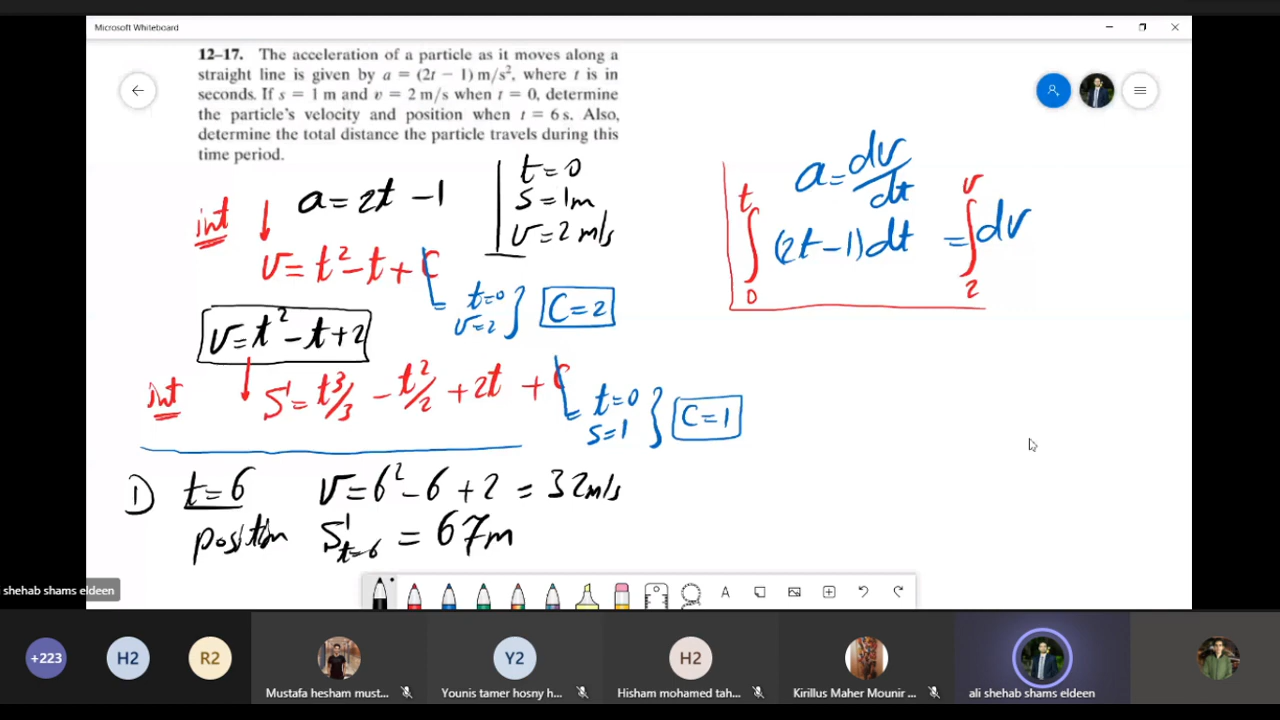 Microsoft Whiteboard
12–17. The acceleration of a particle as it moves along a
straight line is given by a = (2t − 1) m/s², where t is in
seconds. If s = 1 m and v = 2 m/s when t = 0, determine
the particle's velocity and position when t = 6 s. Also,
determine the total distance the particle travels during this
time period.
a = 2t − 1
t = 0
s = 1m
v = 2 m/s
int
v = t² − t + C
t=0
v=2
C = 2
v = t² − t + 2
int
S = t³/3 − t²/2 + 2t + C
t=0
s=1
C = 1
a = dv/dt
∫₀ᵗ (2t − 1) dt = ∫₂ᵛ dv
1) t = 6 v = 6² − 6 + 2 = 32 m/s
position S t=6 = 67m
shehab shams eldeen
A
+223
H2
R2
Mustafa hesham must...
Y2
Younis tamer hosny h...
H2
Hisham mohamed tah...
Kirillus Maher Mounir ...
ali shehab shams eldeen